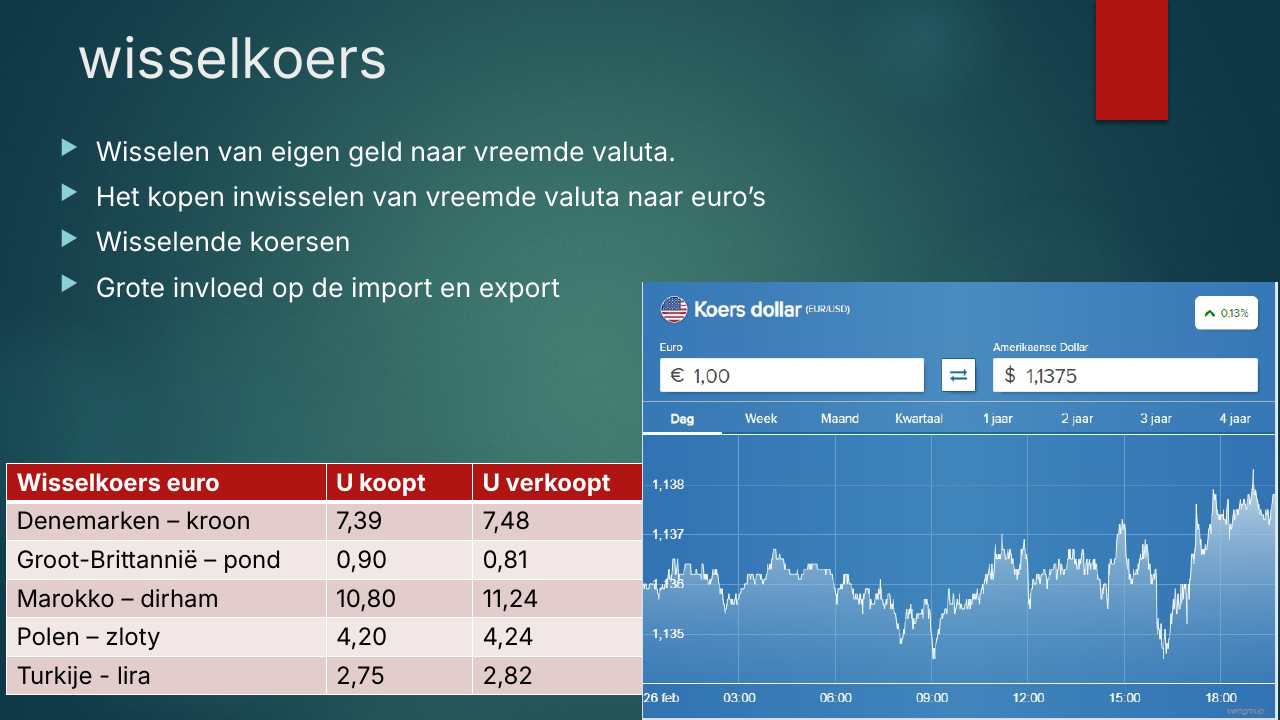 wisselkoers
Wisselen van eigen geld naar vreemde valuta.
Het kopen inwisselen van vreemde valuta naar euro’s
Wisselende koersen
Grote invloed op de import en export
Koers dollar (EUR/USD)
0,13%
Euro
Amerikaanse Dollar
€ 1,00
$ 1,1375
Dag Week Maand Kwartaal 1 jaar 2 jaar 3 jaar 4 jaar
1,138
1,137
1,136
1,135
26 feb 03:00 06:00 09:00 12:00 15:00 18:00
Wisselkoers euro U koopt U verkoopt
Denemarken – kroon 7,39 7,48
Groot-Brittannië – pond 0,90 0,81
Marokko – dirham 10,80 11,24
Polen – zloty 4,20 4,24
Turkije - lira 2,75 2,82